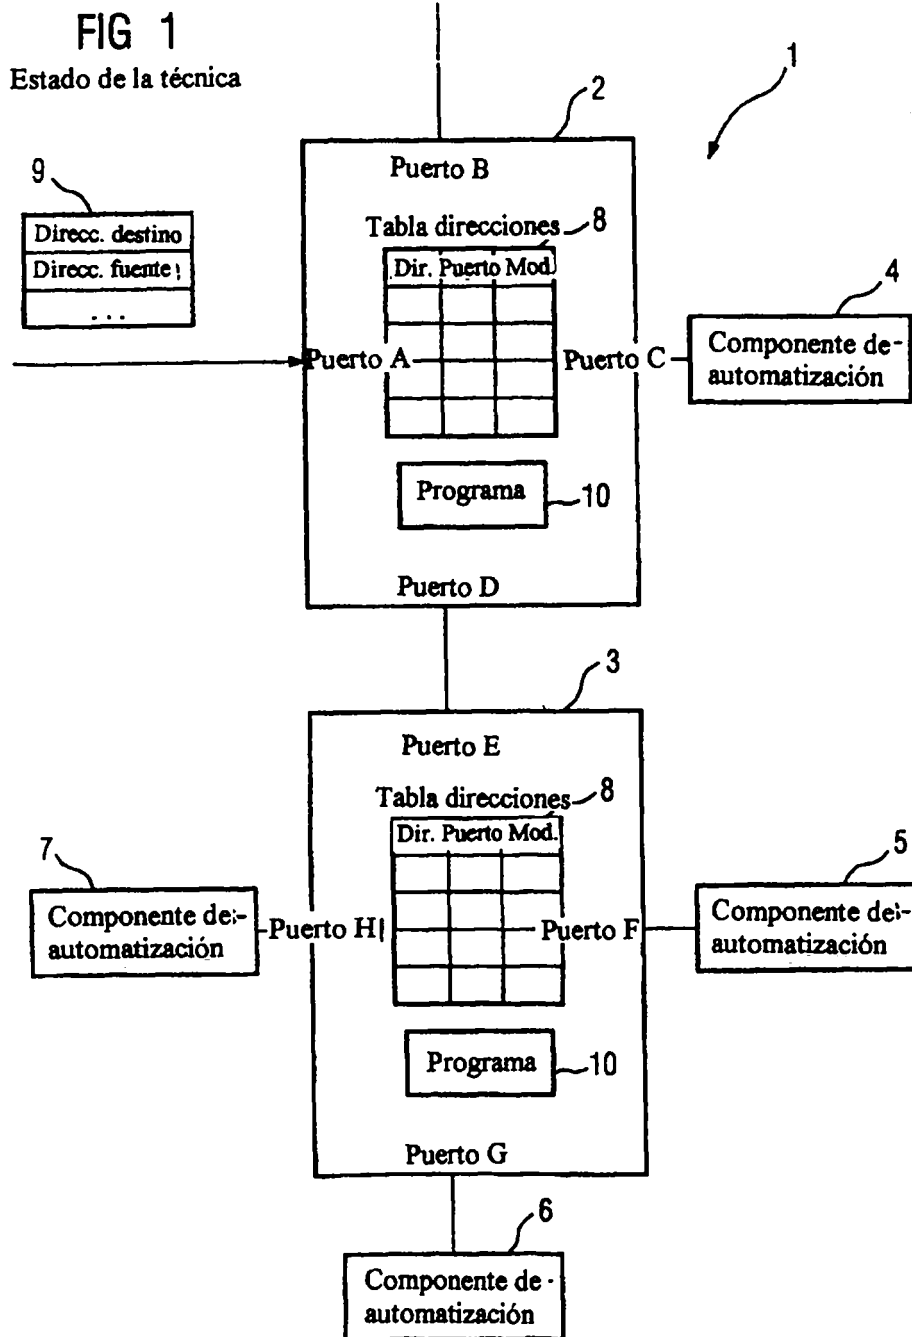 FIG 1
Estado de la técnica
1
2
Puerto B
9
Direcc. destino
Direcc. fuente
...
Tabla direcciones
8
Dir. Puerto Mod.
4
Componente de-
automatización
Puerto A
Puerto C
Programa
10
Puerto D
3
Puerto E
Tabla direcciones
8
Dir. Puerto Mod.
7
Componente de-
automatización
5
Componente de-
automatización
Puerto H
Puerto F
Programa
10
Puerto G
6
Componente de-
automatización